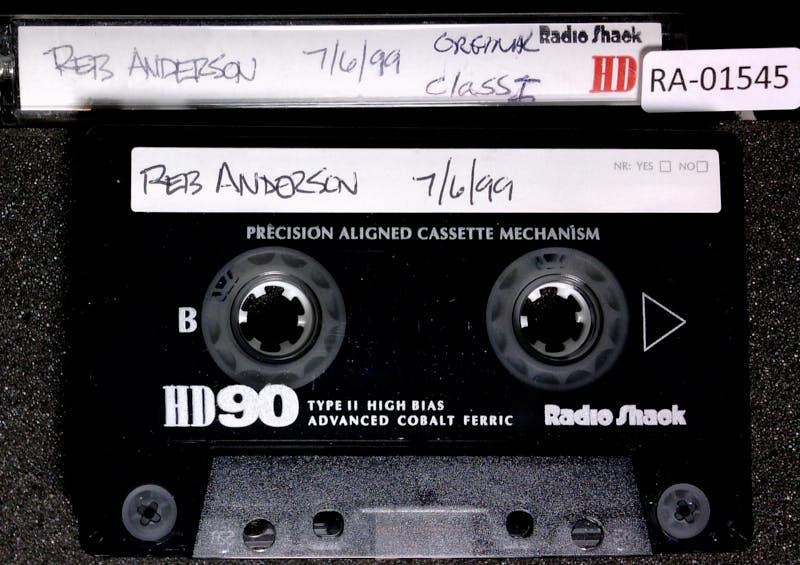 REB ANDERSON 7/6/99 ORGINAL Radio Shack
Class I HD RA-01545
REB ANDERSON 7/6/99 NR: YES □ NO □
PRECISION ALIGNED CASSETTE MECHANISM
B
HD90 TYPE II HIGH BIAS
ADVANCED COBALT FERRIC Radio Shack